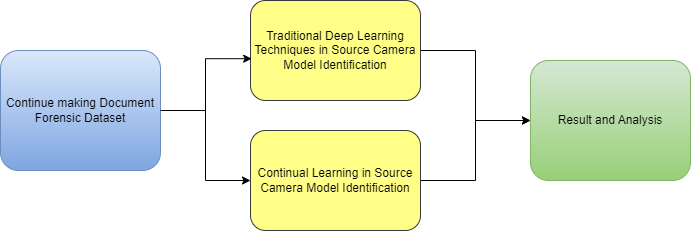 Continue making Document
Forensic Dataset
Traditional Deep Learning
Techniques in Source Camera
Model Identification
Continual Learning in Source
Camera Model Identification
Result and Analysis